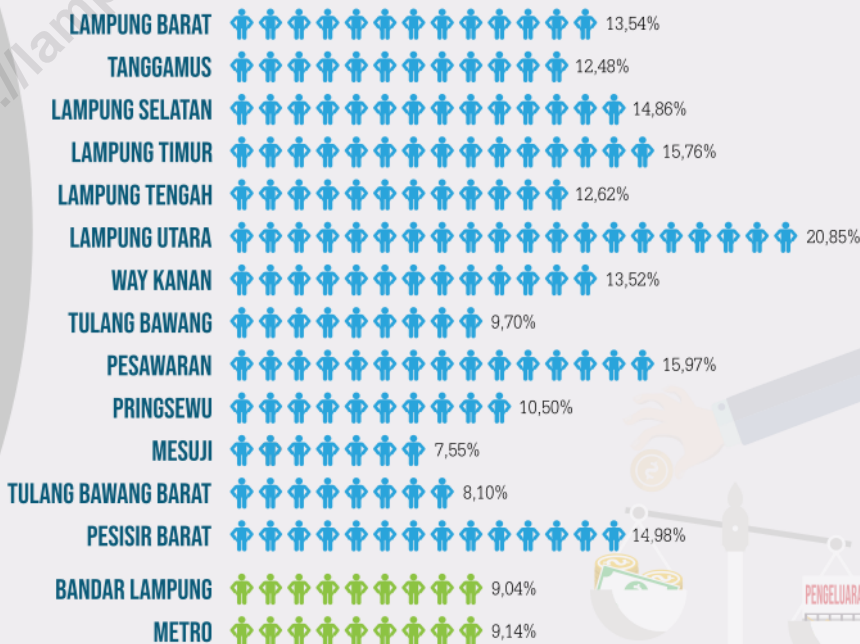 LAMPUNG BARAT 13,54%
TANGGAMUS 12,48%
LAMPUNG SELATAN 14,86%
LAMPUNG TIMUR 15,76%
LAMPUNG TENGAH 12,62%
LAMPUNG UTARA 20,85%
WAY KANAN 13,52%
TULANG BAWANG 9,70%
PESAWARAN 15,97%
PRINGSEWU 10,50%
MESUJI 7,55%
TULANG BAWANG BARAT 8,10%
PESISIR BARAT 14,98%
BANDAR LAMPUNG 9,04%
PENGELUARA
METRO 9,14%